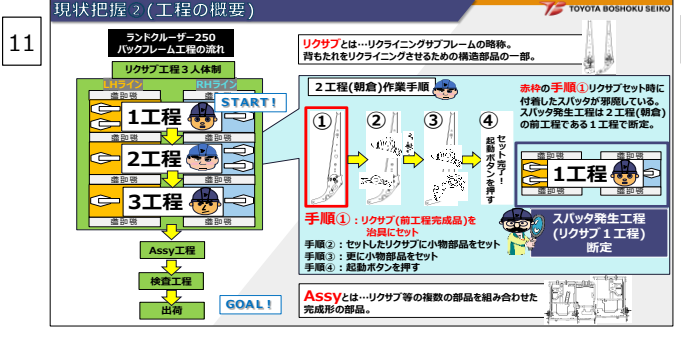 11
現状把握②(工程の概要)
TOYOTA BOSHOKU SEIKO
ランドクルーザー250
バックフレーム工程の流れ
リクサブ工程3人体制
LHライン
RHライン
START!
1工程
2工程
3工程
Assy工程
検査工程
出荷
GOAL!
リクサブとは…リクライニングサブフレームの略称。
背もたれをリクライニングさせるための構造部品の一部。
2工程(朝倉)作業手順
①
②
③
④
セット完了!
起動ボタンを押す
手順①:リクサブ(前工程完成品)を
治具にセット
手順②:セットしたリクサブに小物部品をセット
手順③:更に小物部品をセット
手順④:起動ボタンを押す
赤枠の手順①リクサブセット時に
付着したスパッタが邪魔している。
スパッタ発生工程は2工程(朝倉)
の前工程である1工程で断定。
1工程
スパッタ発生工程
(リクサブ1工程)
断定
Assyとは…リクサブ等の複数の部品を組み合わせた
完成形の部品。